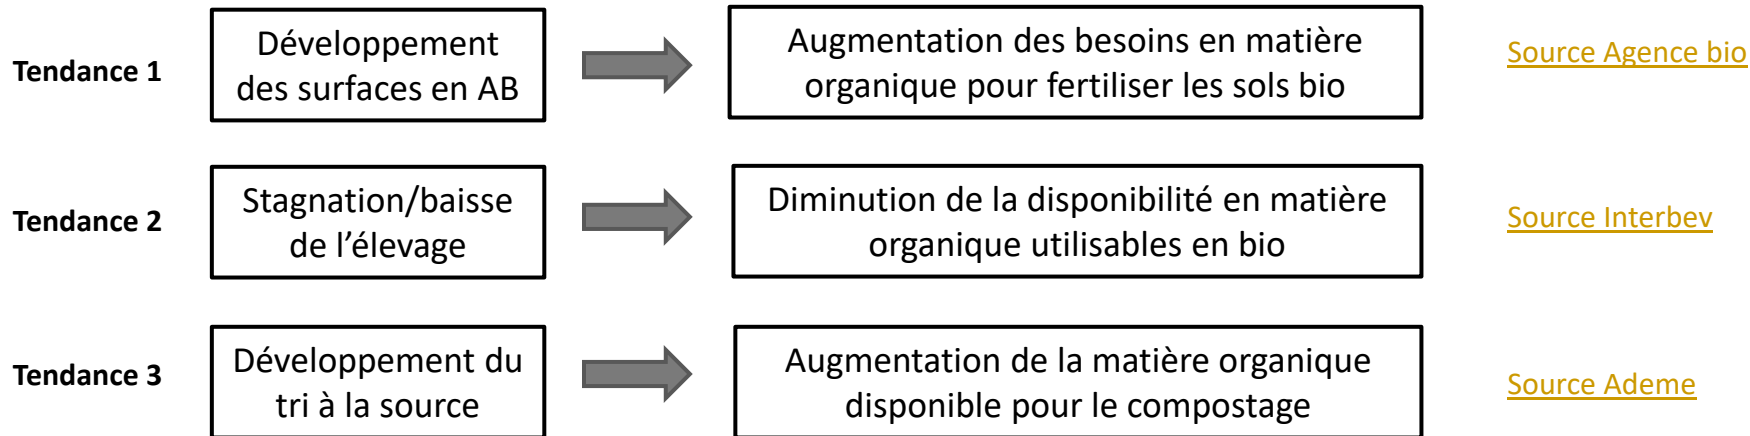 Tendance 1
Développement
des surfaces en AB
Augmentation des besoins en matière
organique pour fertiliser les sols bio
Source Agence bio
Tendance 2
Stagnation/baisse
de l’élevage
Diminution de la disponibilité en matière
organique utilisables en bio
Source Interbev
Tendance 3
Développement du
tri à la source
Augmentation de la matière organique
disponible pour le compostage
Source Ademe